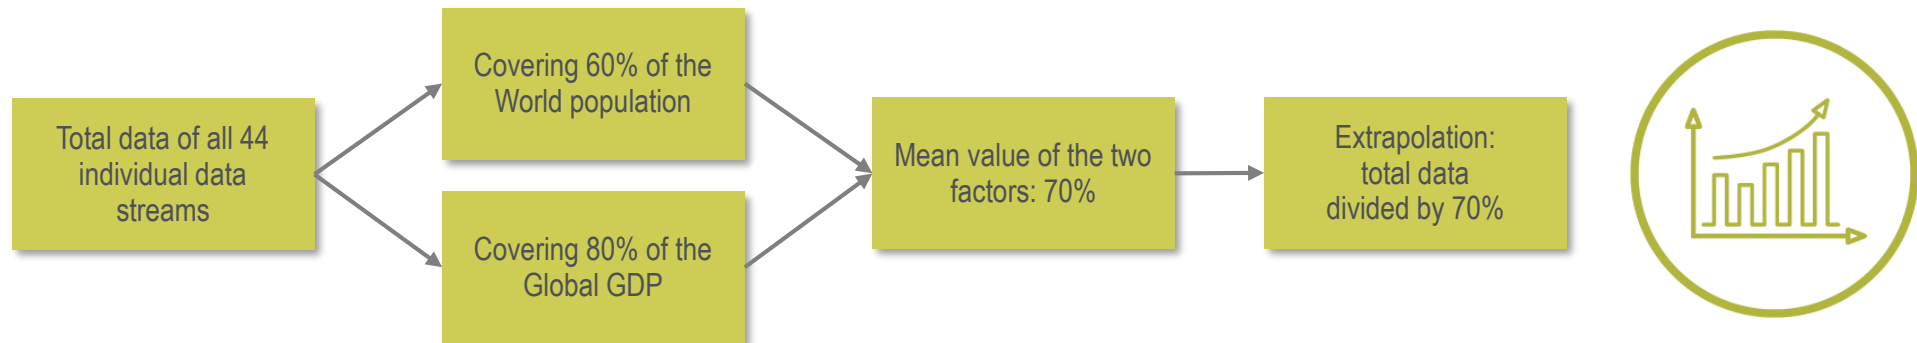 Total data of all 44
individual data
streams
Covering 60% of the
World population
Covering 80% of the
Global GDP
Mean value of the two
factors: 70%
Extrapolation:
total data
divided by 70%